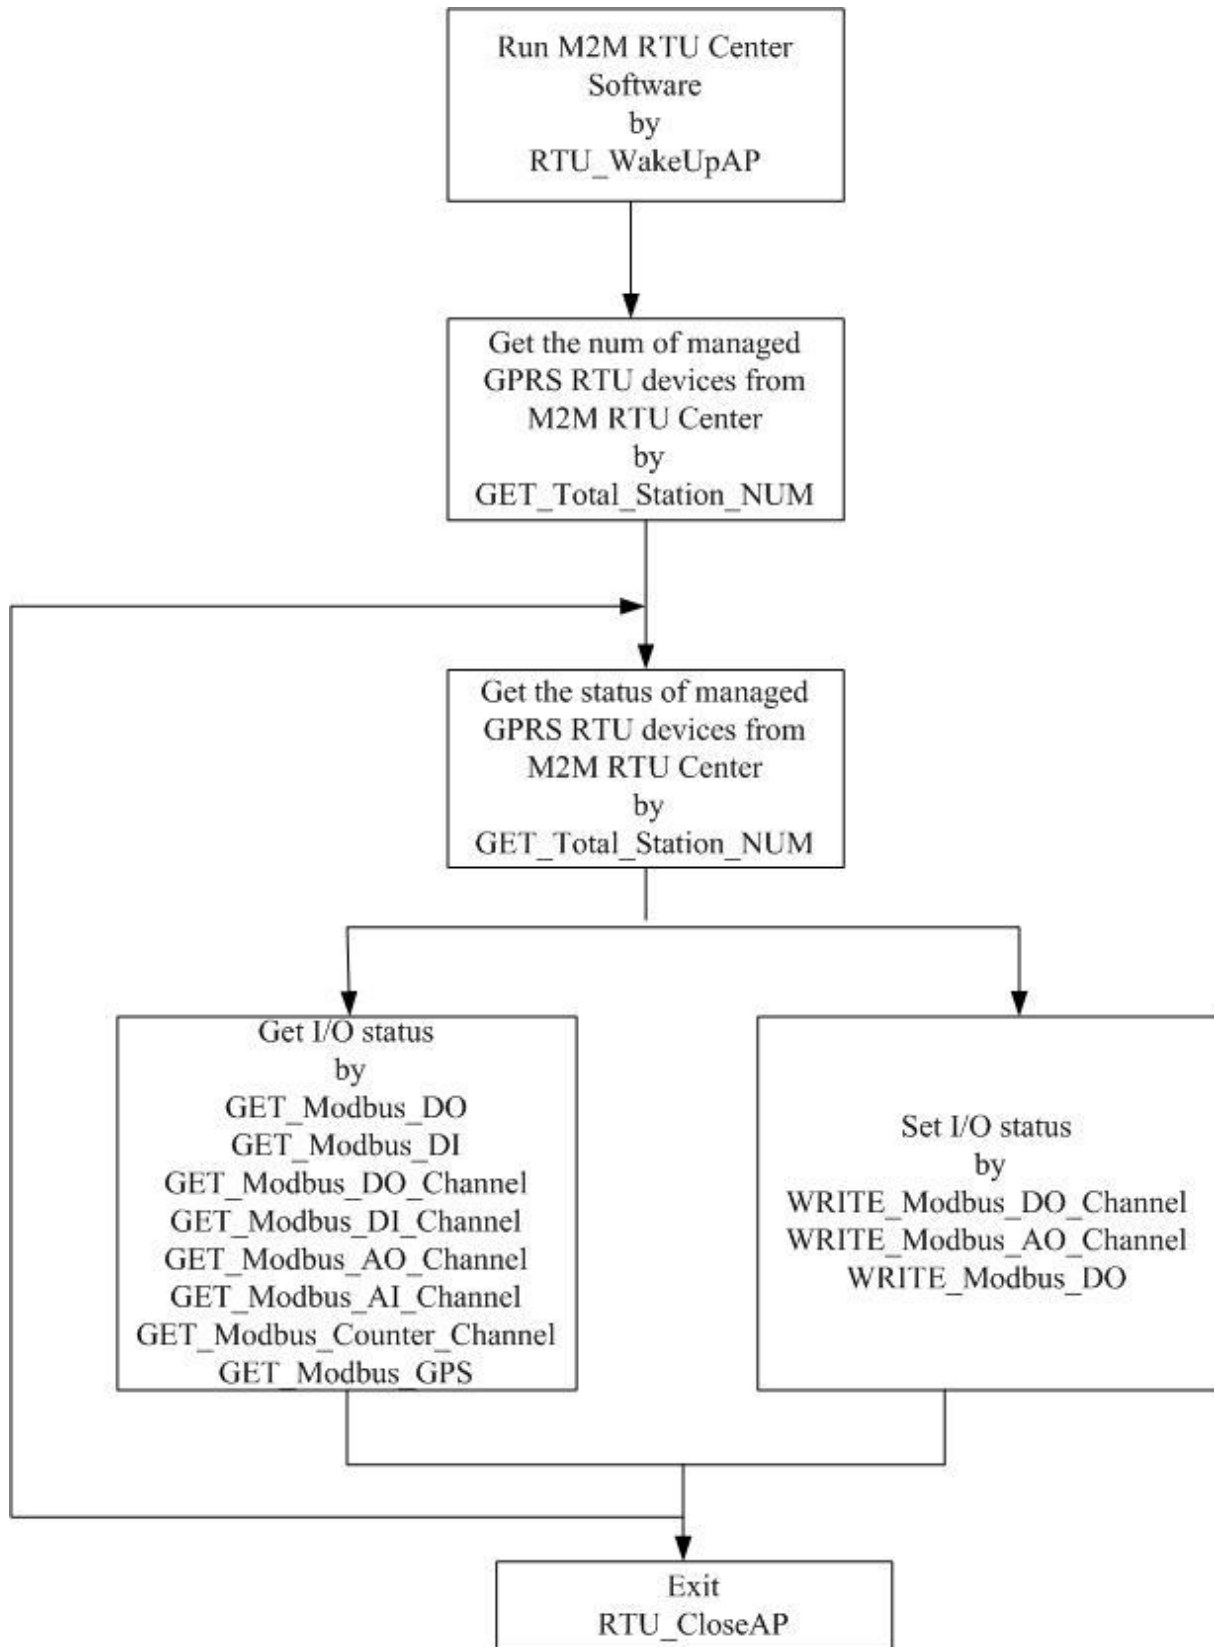 Run M2M RTU Center
Software
by
RTU_WakeUpAP
Get the num of managed
GPRS RTU devices from
M2M RTU Center
by
GET_Total_Station_NUM
Get the status of managed
GPRS RTU devices from
M2M RTU Center
by
GET_Total_Station_NUM
Get I/O status
by
GET_Modbus_DO
GET_Modbus_DI
GET_Modbus_DO_Channel
GET_Modbus_DI_Channel
GET_Modbus_AO_Channel
GET_Modbus_AI_Channel
GET_Modbus_Counter_Channel
GET_Modbus_GPS
Set I/O status
by
WRITE_Modbus_DO_Channel
WRITE_Modbus_AO_Channel
WRITE_Modbus_DO
Exit
RTU_CloseAP